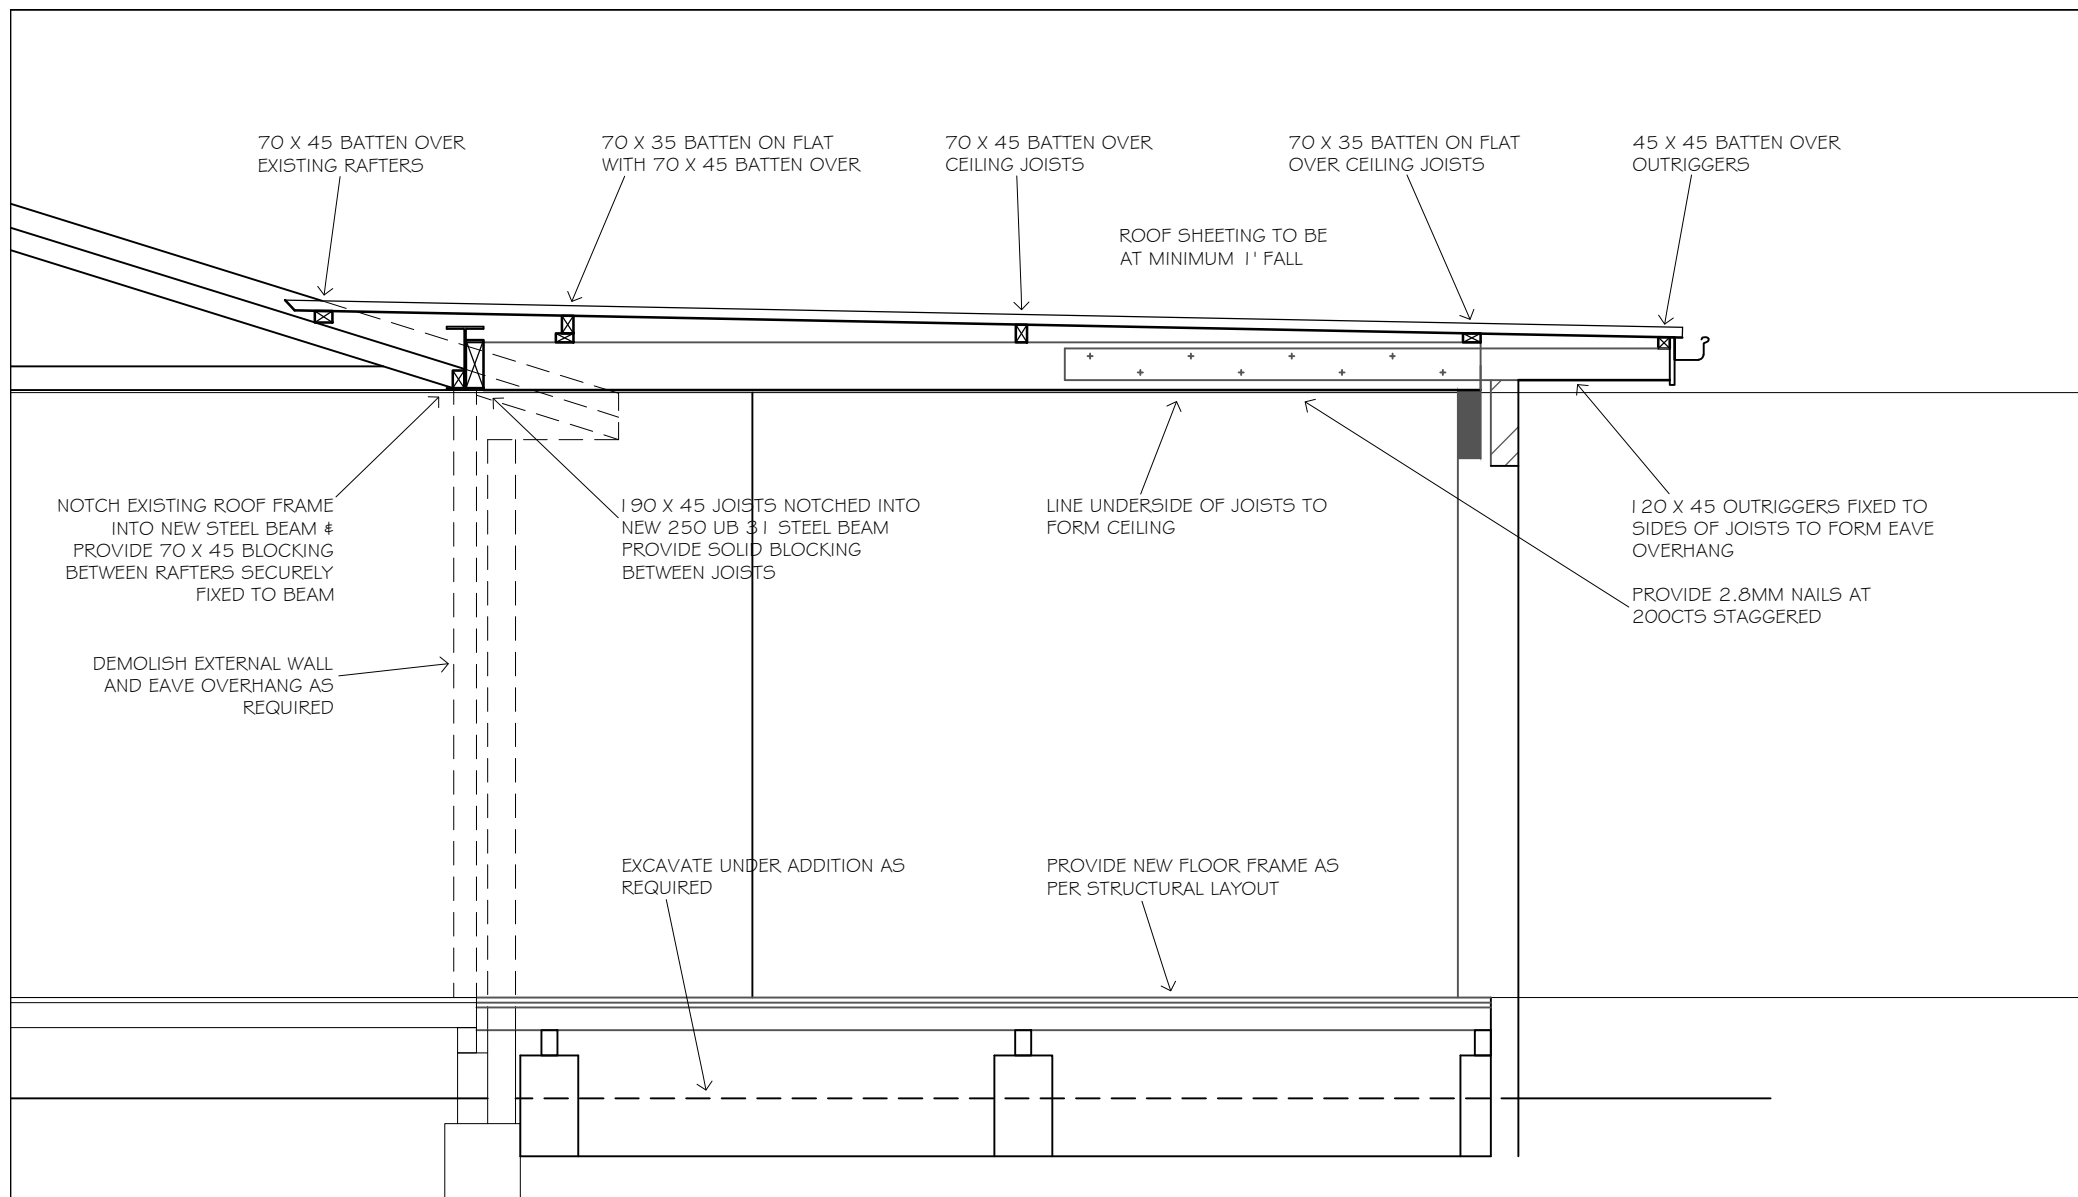 70 X 45 BATTEN OVER
EXISTING RAFTERS
70 X 35 BATTEN ON FLAT
WITH 70 X 45 BATTEN OVER
70 X 45 BATTEN OVER
CEILING JOISTS
70 X 35 BATTEN ON FLAT
OVER CEILING JOISTS
45 X 45 BATTEN OVER
OUTRIGGERS
ROOF SHEETING TO BE
AT MINIMUM 1' FALL
NOTCH EXISTING ROOF FRAME
INTO NEW STEEL BEAM &
PROVIDE 70 X 45 BLOCKING
BETWEEN RAFTERS SECURELY
FIXED TO BEAM
190 X 45 JOISTS NOTCHED INTO
NEW 250 UB 31 STEEL BEAM
PROVIDE SOLID BLOCKING
BETWEEN JOISTS
LINE UNDERSIDE OF JOISTS TO
FORM CEILING
120 X 45 OUTRIGGERS FIXED TO
SIDES OF JOISTS TO FORM EAVE
OVERHANG
PROVIDE 2.8MM NAILS AT
200CTS STAGGERED
DEMOLISH EXTERNAL WALL
AND EAVE OVERHANG AS
REQUIRED
EXCAVATE UNDER ADDITION AS
REQUIRED
PROVIDE NEW FLOOR FRAME AS
PER STRUCTURAL LAYOUT